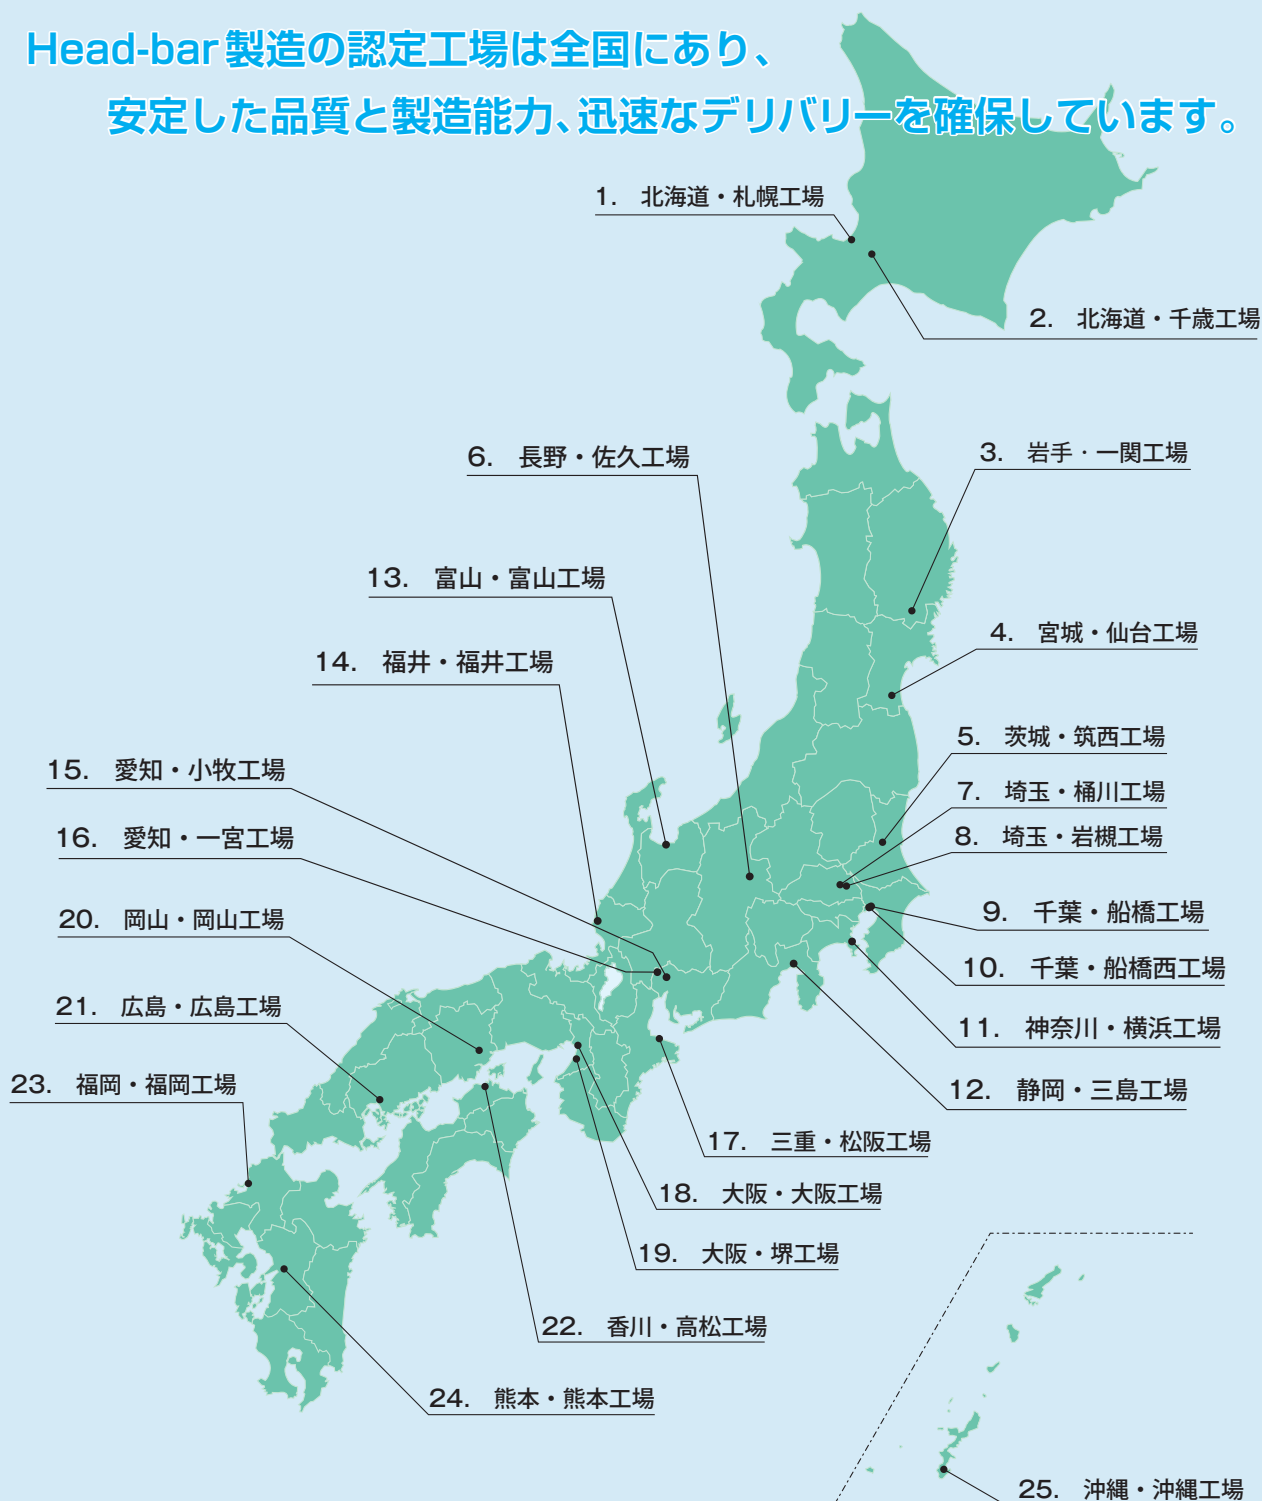 Head-bar製造の認定工場は全国にあり、
安定した品質と製造能力、迅速なデリバリーを確保しています。
1. 北海道・札幌工場
2. 北海道・千歳工場
3. 岩手・一関工場
4. 宮城・仙台工場
5. 茨城・筑西工場
6. 長野・佐久工場
7. 埼玉・桶川工場
8. 埼玉・岩槻工場
9. 千葉・船橋工場
10. 千葉・船橋西工場
11. 神奈川・横浜工場
12. 静岡・三島工場
13. 富山・富山工場
14. 福井・福井工場
15. 愛知・小牧工場
16. 愛知・一宮工場
17. 三重・松阪工場
18. 大阪・大阪工場
19. 大阪・堺工場
20. 岡山・岡山工場
21. 広島・広島工場
22. 香川・高松工場
23. 福岡・福岡工場
24. 熊本・熊本工場
25. 沖縄・沖縄工場